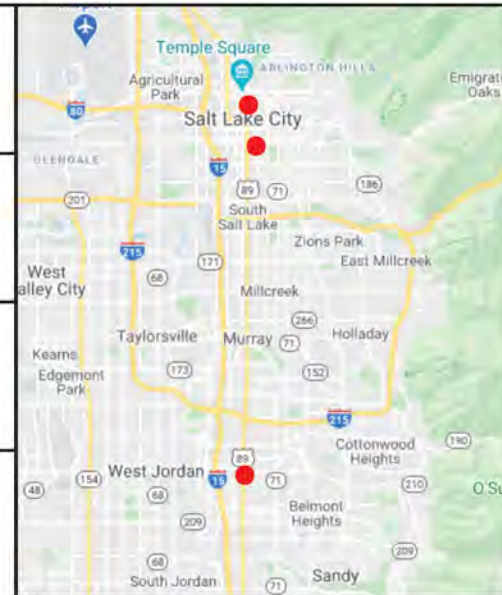 Temple Square
ARLINGTON HILLS
Agricultural
Park
Emigrat
Oaks
80
Salt Lake City
GLENDALE
15
89
71
186
201
South
Salt Lake
Zions Park
215
171
East Millcreek
West
alley City
68
Millcreek
266
Taylorsville
Murray
71
Holladay
Kearns
173
152
Edgemont
Park
215
Cottonwood
Heights
190
89
West Jordan
154
15
71
210
48
68
O'Su
209
Belmont
Heights
209
68
South Jordan
Sandy
71